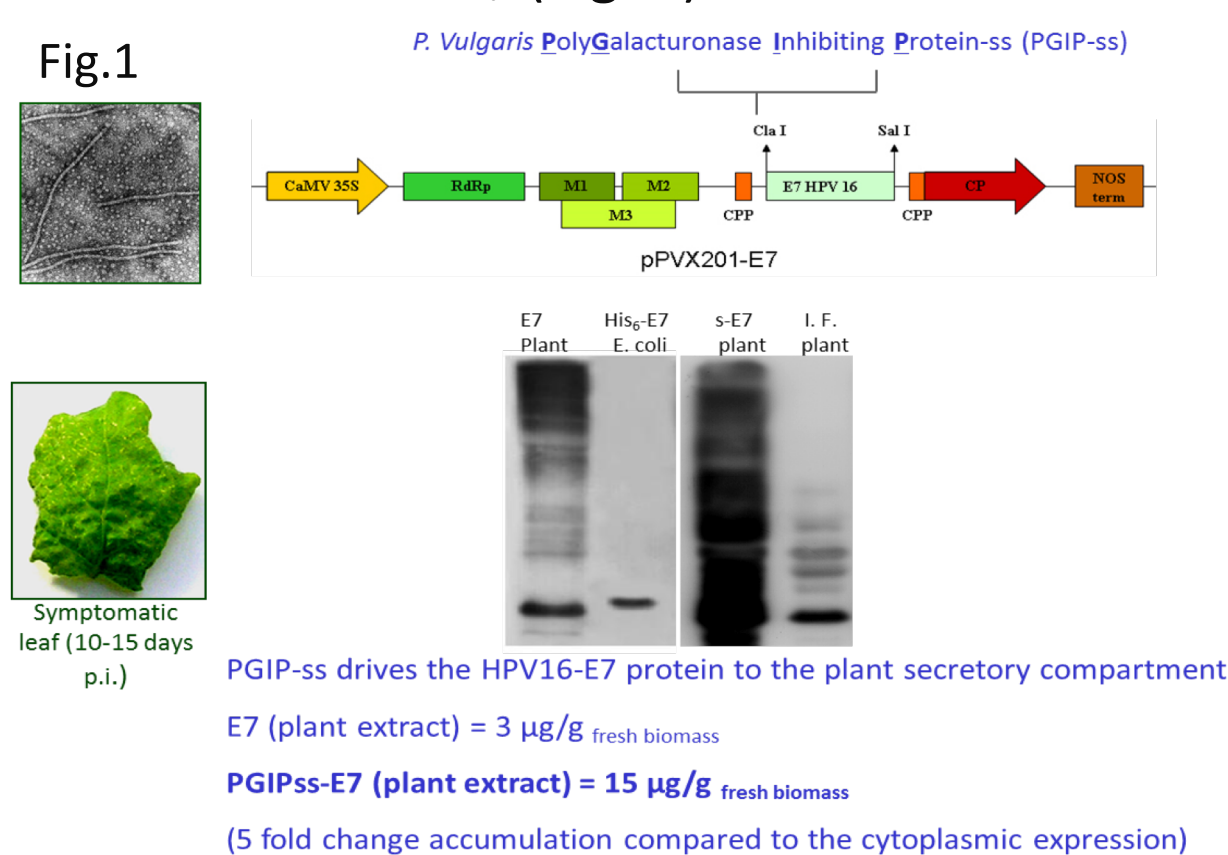 Fig.1
P. Vulgaris PolyGalacturonase Inhibiting Protein-ss (PGIP-ss)
Cla I
Sal I
CaMV 35S
RdRp
M1
M2
M3
CPP
E7 HPV 16
CPP
CP
NOS
term
pPVX201-E7
E7
Plant
His₆-E7
E. coli
s-E7
plant
I. F.
plant
Symptomatic
leaf (10-15 days
p.i.)
PGIP-ss drives the HPV16-E7 protein to the plant secretory compartment
E7 (plant extract) = 3 µg/g fresh biomass
PGIPss-E7 (plant extract) = 15 µg/g fresh biomass
(5 fold change accumulation compared to the cytoplasmic expression)